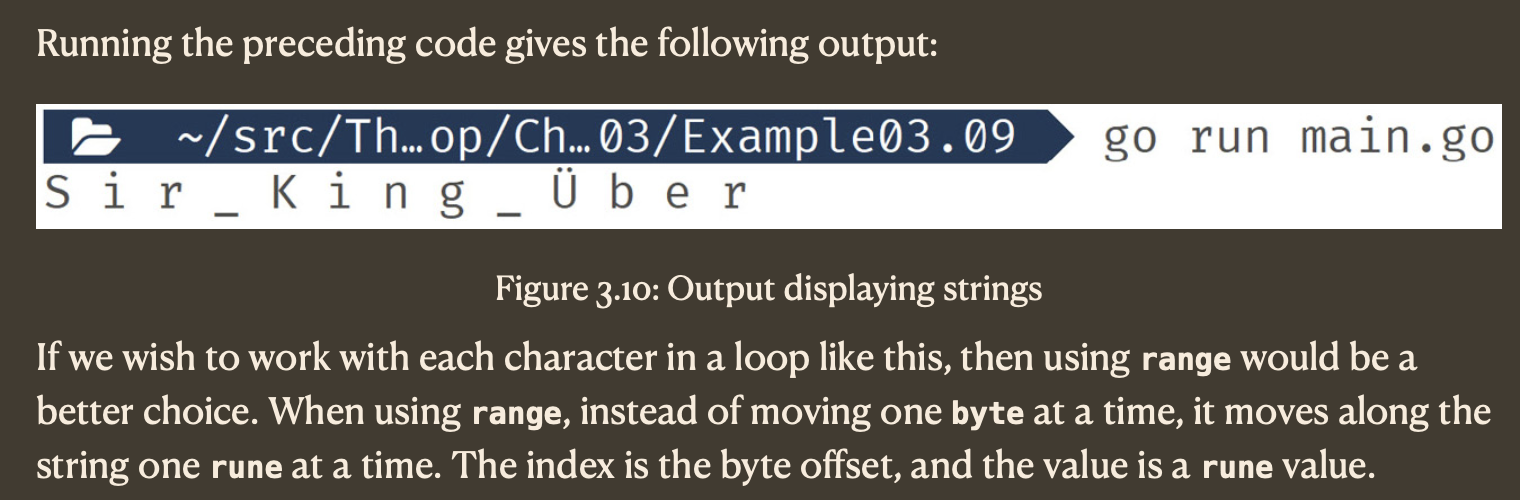 Running the preceding code gives the following output:
~/src/Th…op/Ch…03/Example03.09 go run main.go
S i r _ K i n g _ Ü b e r
Figure 3.10: Output displaying strings
If we wish to work with each character in a loop like this, then using range would be a
better choice. When using range, instead of moving one byte at a time, it moves along the
string one rune at a time. The index is the byte offset, and the value is a rune value.